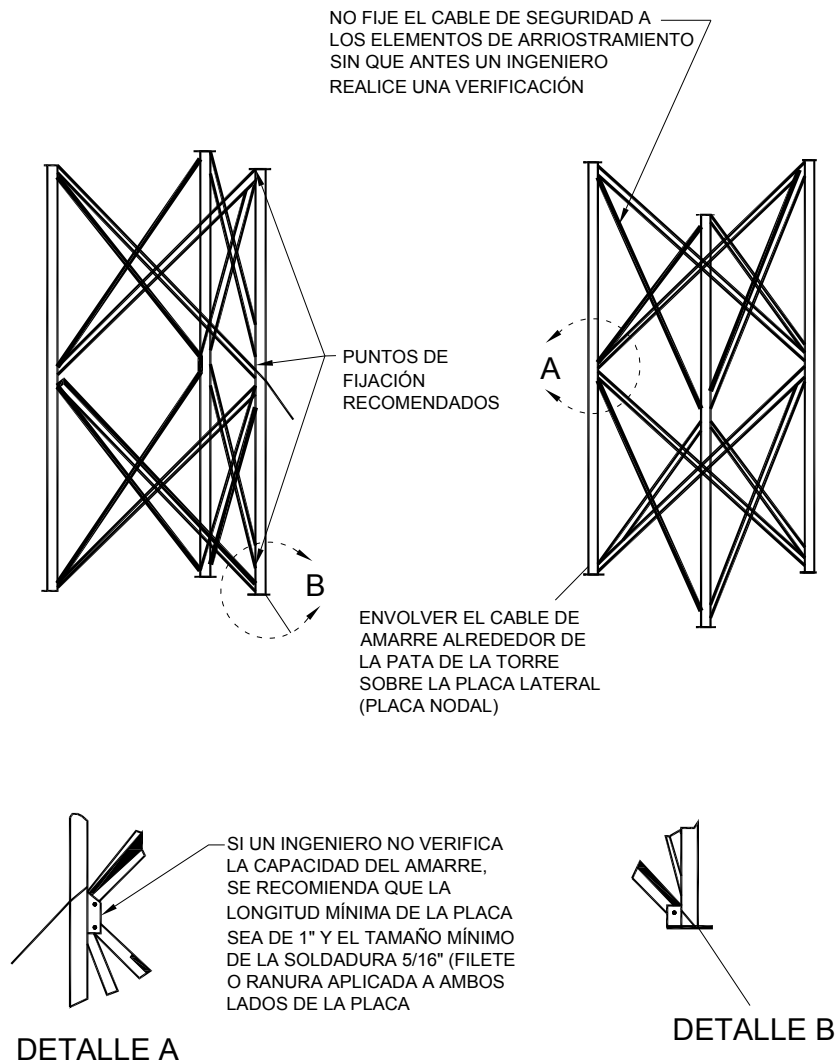 NO FIJE EL CABLE DE SEGURIDAD A
LOS ELEMENTOS DE ARRIOSTRAMIENTO
SIN QUE ANTES UN INGENIERO
REALICE UNA VERIFICACIÓN
PUNTOS DE
FIJACIÓN
RECOMENDADOS
A
B
ENVOLVER EL CABLE DE
AMARRE ALREDEDOR DE
LA PATA DE LA TORRE
SOBRE LA PLACA LATERAL
(PLACA NODAL)
SI UN INGENIERO NO VERIFICA
LA CAPACIDAD DEL AMARRE,
SE RECOMIENDA QUE LA
LONGITUD MÍNIMA DE LA PLACA
SEA DE 1" Y EL TAMAÑO MÍNIMO
DE LA SOLDADURA 5/16" (FILETE
O RANURA APLICADA A AMBOS
LADOS DE LA PLACA
DETALLE A
DETALLE B